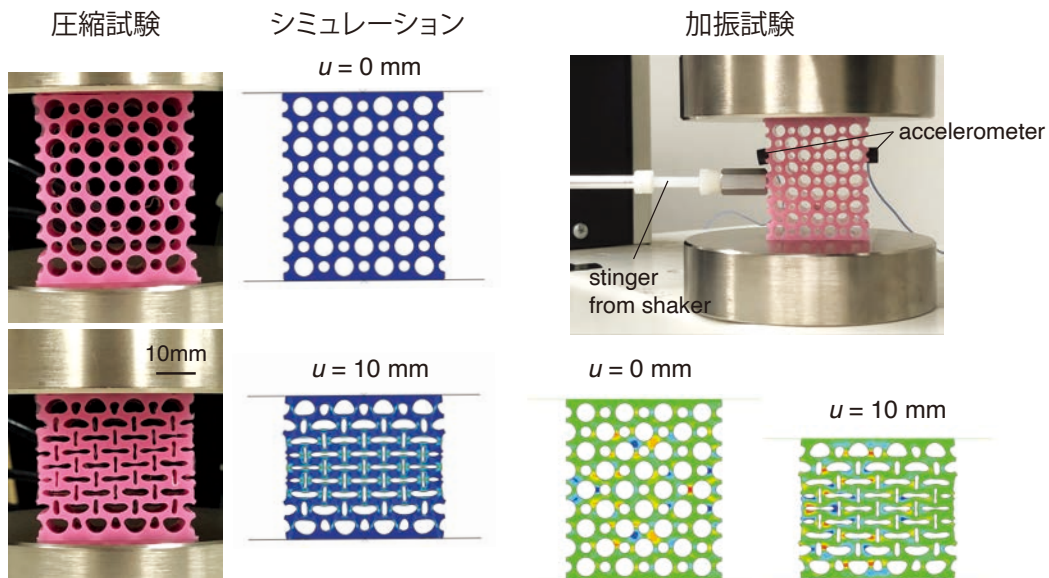 圧縮試験
シミュレーション
加振試験
u = 0 mm
accelerometer
stinger
from shaker
10mm
u = 10 mm
u = 0 mm
u = 10 mm